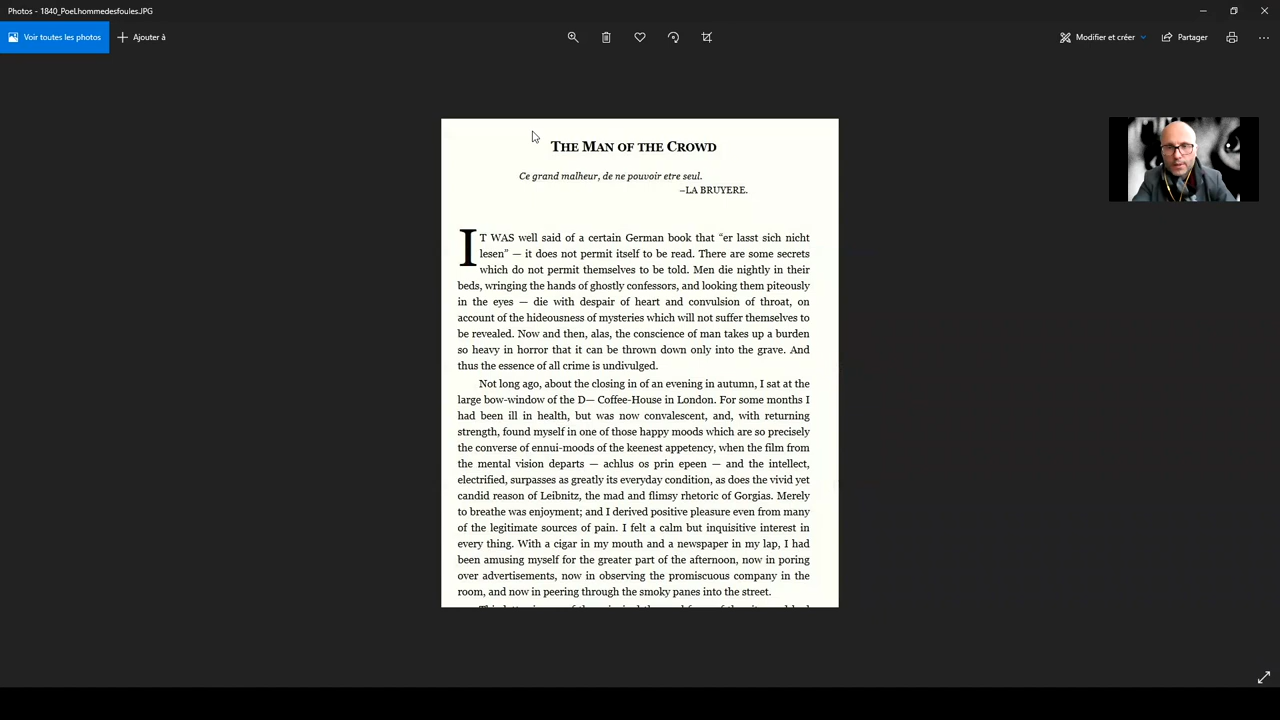 Photos - 1840_PoeLhommedesfoules.JPG
Voir toutes les photos
Ajouter à
Modifier et créer
Partager
THE MAN OF THE CROWD
Ce grand malheur, de ne pouvoir etre seul.
–LA BRUYERE.
IT WAS well said of a certain German book that “er lasst sich nicht
lesen” — it does not permit itself to be read. There are some secrets
which do not permit themselves to be told. Men die nightly in their
beds, wringing the hands of ghostly confessors, and looking them piteously
in the eyes — die with despair of heart and convulsion of throat, on
account of the hideousness of mysteries which will not suffer themselves to
be revealed. Now and then, alas, the conscience of man takes up a burden
so heavy in horror that it can be thrown down only into the grave. And
thus the essence of all crime is undivulged.
Not long ago, about the closing in of an evening in autumn, I sat at the
large bow-window of the D— Coffee-House in London. For some months I
had been ill in health, but was now convalescent, and, with returning
strength, found myself in one of those happy moods which are so precisely
the converse of ennui-moods of the keenest appetency, when the film from
the mental vision departs — achlus os prin epeen — and the intellect,
electrified, surpasses as greatly its everyday condition, as does the vivid yet
candid reason of Leibnitz, the mad and flimsy rhetoric of Gorgias. Merely
to breathe was enjoyment; and I derived positive pleasure even from many
of the legitimate sources of pain. I felt a calm but inquisitive interest in
every thing. With a cigar in my mouth and a newspaper in my lap, I had
been amusing myself for the greater part of the afternoon, now in poring
over advertisements, now in observing the promiscuous company in the
room, and now in peering through the smoky panes into the street.